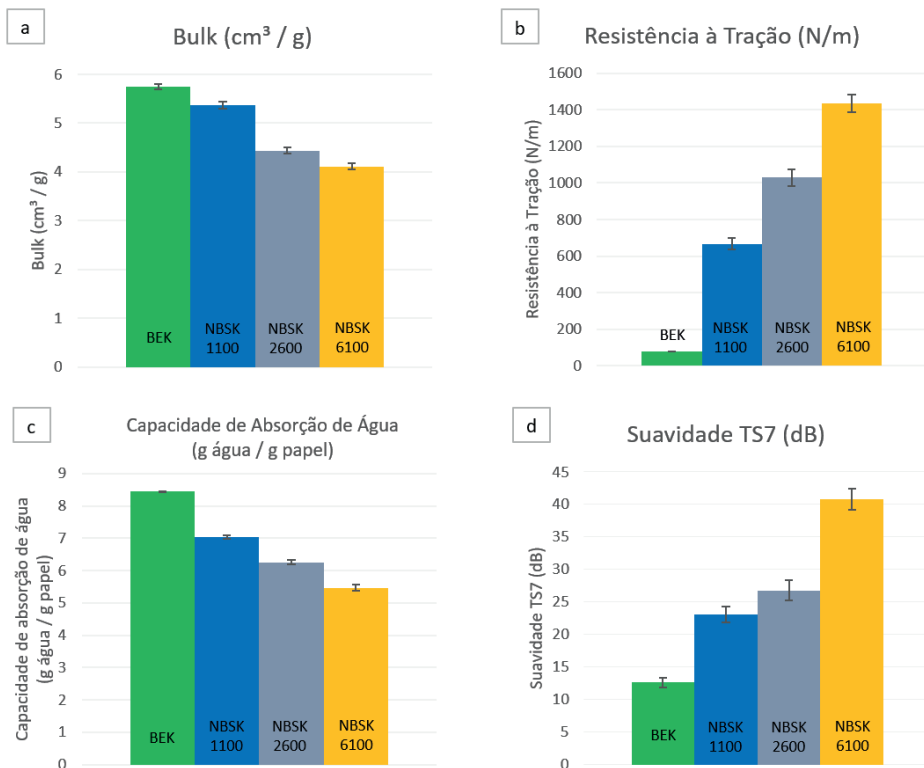 a
Bulk (cm³ / g)
6
5
4
3
2
1
0
Bulk (cm³ / g)
BEK
NBSK
1100
NBSK
2600
NBSK
6100
b
Resistência à Tração (N/m)
1600
1400
1200
1000
800
600
400
200
0
Resistência à Tração (N/m)
BEK
NBSK
1100
NBSK
2600
NBSK
6100
c
Capacidade de Absorção de Água
(g água / g papel)
9
8
7
6
5
4
3
2
1
0
Capacidade de absorção de água
(g água / g papel)
BEK
NBSK
1100
NBSK
2600
NBSK
6100
d
Suavidade TS7 (dB)
45
40
35
30
25
20
15
10
5
0
Suavidade TS7 (dB)
BEK
NBSK
1100
NBSK
2600
NBSK
6100